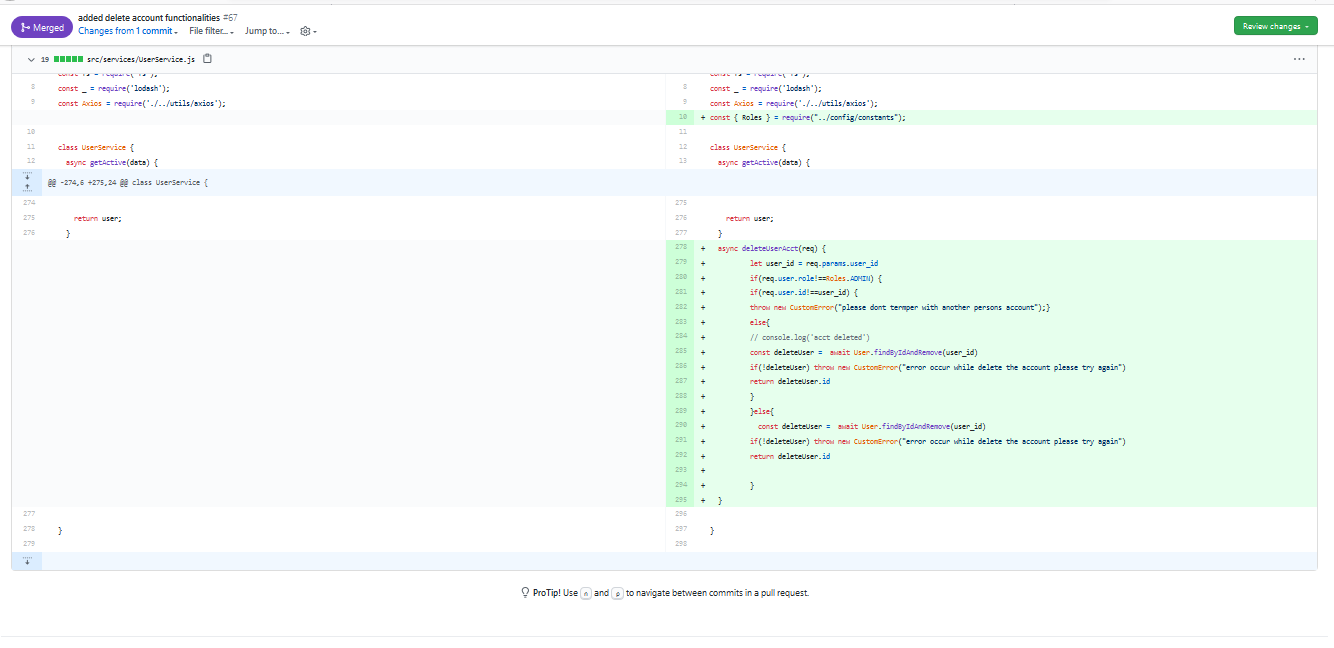 Merged
added delete account functionalities #67
Changes from 1 commit
File filter...
Jump to...
Review changes
19 src/services/UserService.js
8 const _ = require('lodash');
9 const Axios = require('./../utils/axios');
10
11 class UserService {
12 async getActive(data) {
@@ -274,6 +275,24 @@ class UserService {
274
275 return user;
276 }
277
278 }
279
8 const _ = require('lodash');
9 const Axios = require('./../utils/axios');
10 + const { Roles } = require("../config/constants");
11
12 class UserService {
13 async getActive(data) {
275
276 return user;
277 }
278 + async deleteUserAcct(req) {
279 + let user_id = req.params.user_id
280 + if(req.user.role!==Roles.ADMIN) {
281 + if(req.user.id!==user_id) {
282 + throw new CustomError("please dont termper with another persons account");}
283 + else{
284 + // console.log('acct deleted')
285 + const deleteUser = await User.findByIdAndRemove(user_id)
286 + if(!deleteUser) throw new CustomError("error occur while delete the account please try again")
287 + return deleteUser.id
288 + }
289 + }else{
290 + const deleteUser = await User.findByIdAndRemove(user_id)
291 + if(!deleteUser) throw new CustomError("error occur while delete the account please try again")
292 + return deleteUser.id
293 +
294 + }
295 + }
296
297 }
298
ProTip! Use n and p to navigate between commits in a pull request.